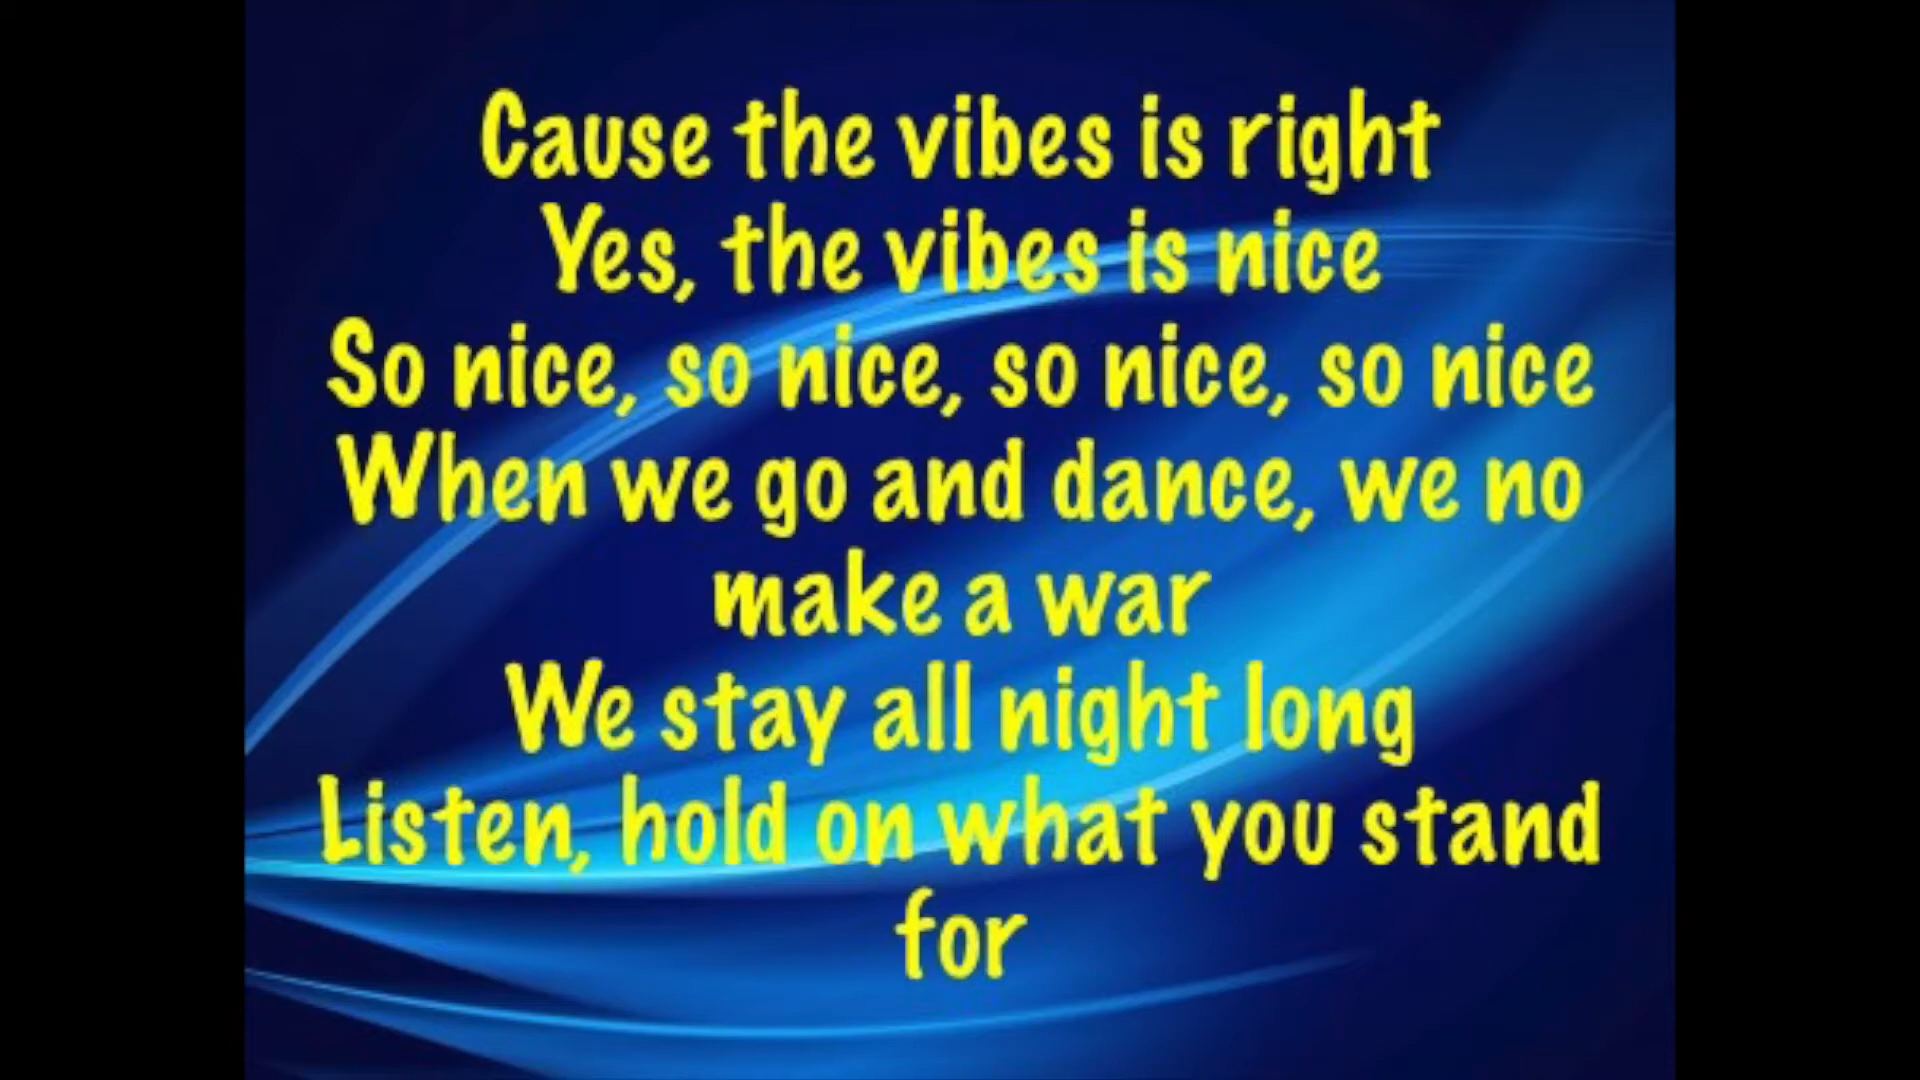 Cause the vibes is right
Yes, the vibes is nice
So nice, so nice, so nice, so nice
When we go and dance, we no
make a war
We stay all night long
Listen, hold on what you stand
for